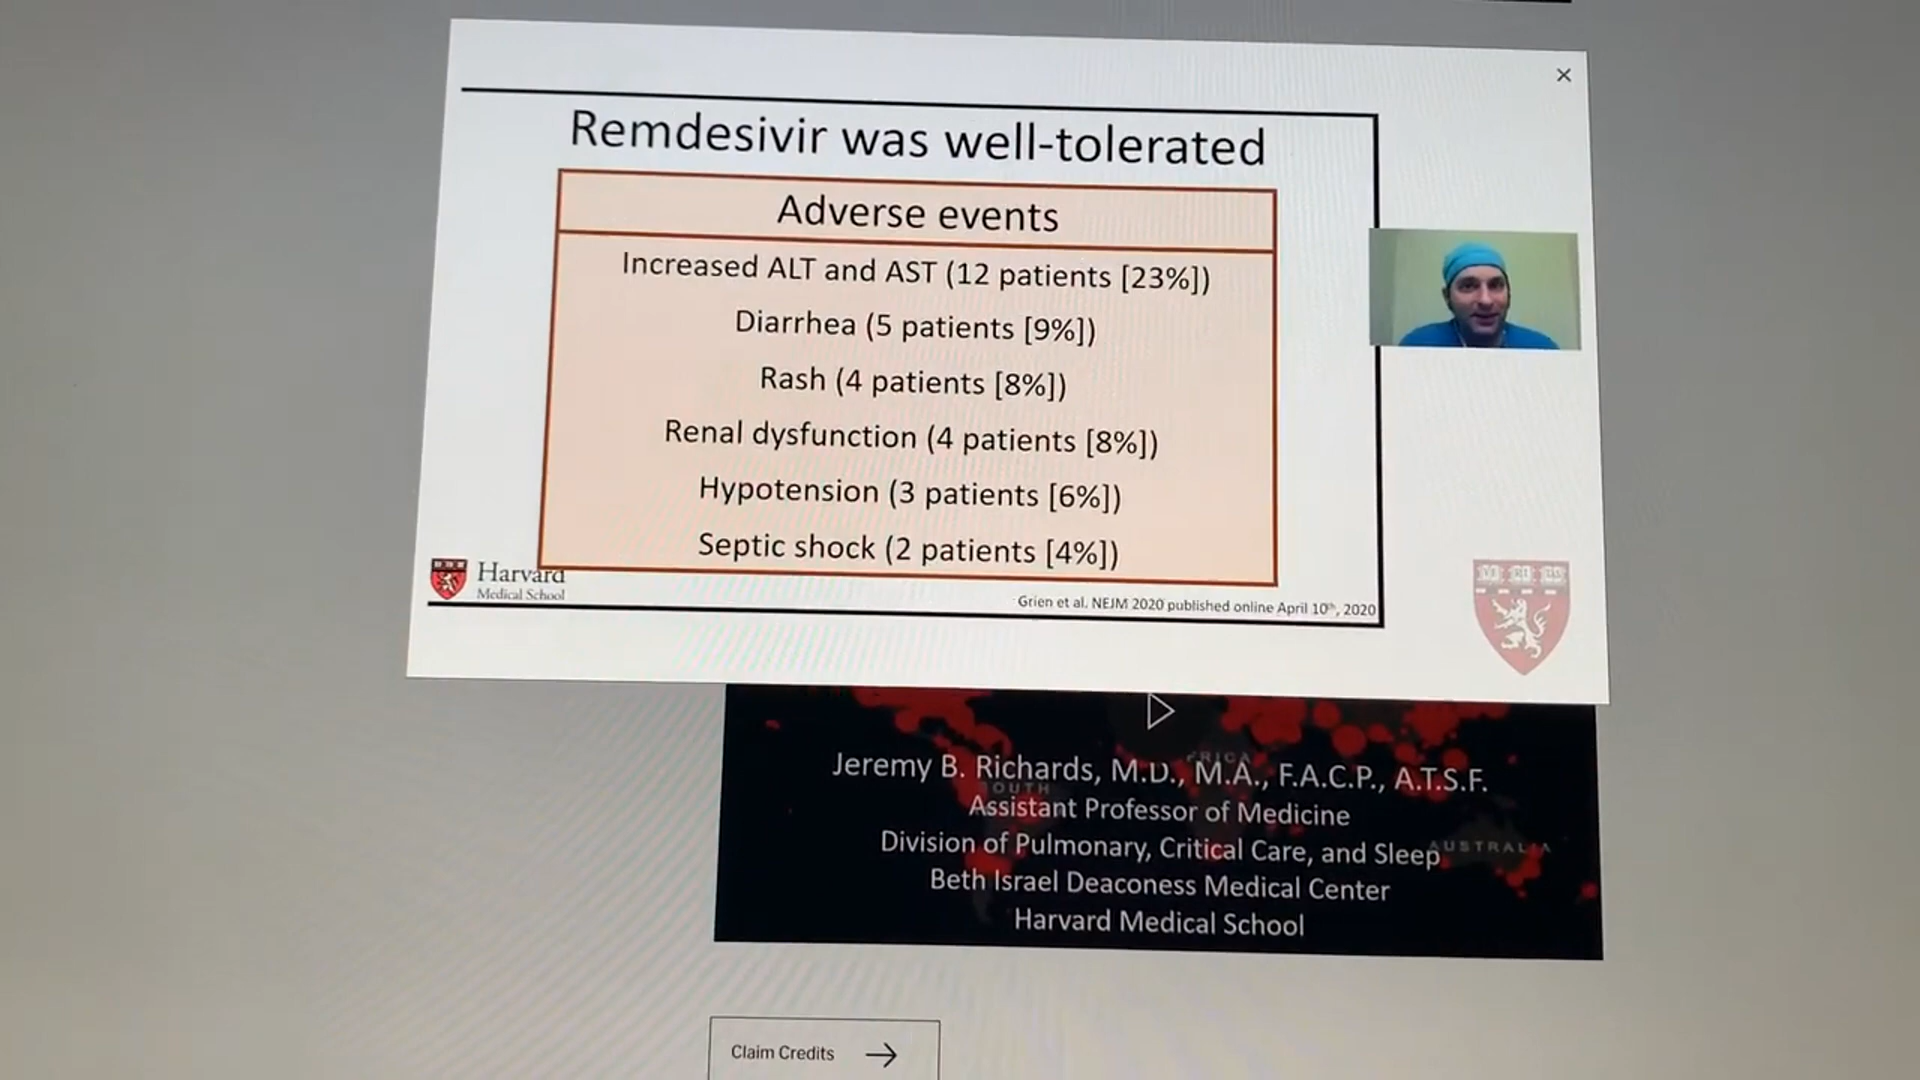 Remdesivir was well-tolerated
Adverse events
Increased ALT and AST (12 patients [23%])
Diarrhea (5 patients [9%])
Rash (4 patients [8%])
Renal dysfunction (4 patients [8%])
Hypotension (3 patients [6%])
Septic shock (2 patients [4%])
Harvard
Medical School
Grien et al. NEJM 2020 published online April 10th, 2020
Jeremy B. Richards, M.D., M.A., F.A.C.P., A.T.S.F.
Assistant Professor of Medicine
Division of Pulmonary, Critical Care, and Sleep
AUSTRALIA
Beth Israel Deaconess Medical Center
Harvard Medical School
Claim Credits